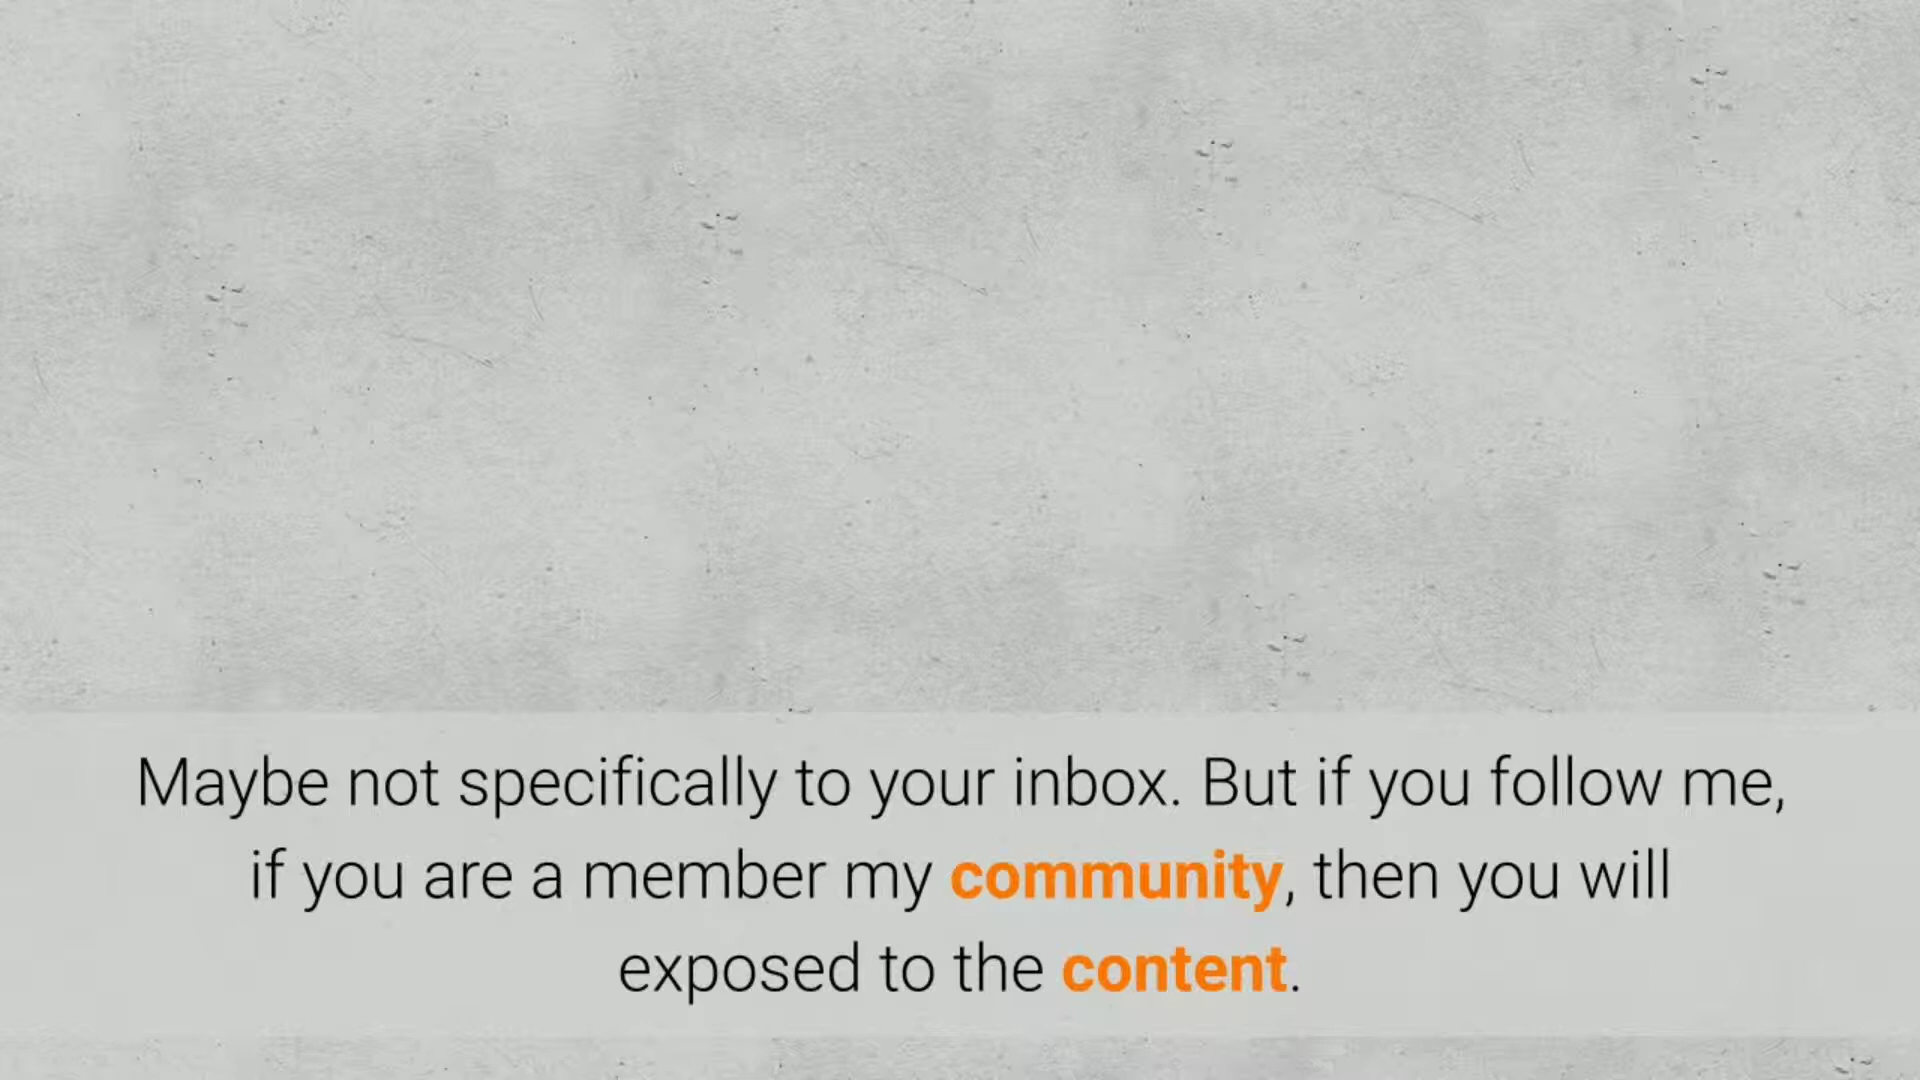 Maybe not specifically to your inbox. But if you follow me,
if you are a member my community, then you will
exposed to the content.